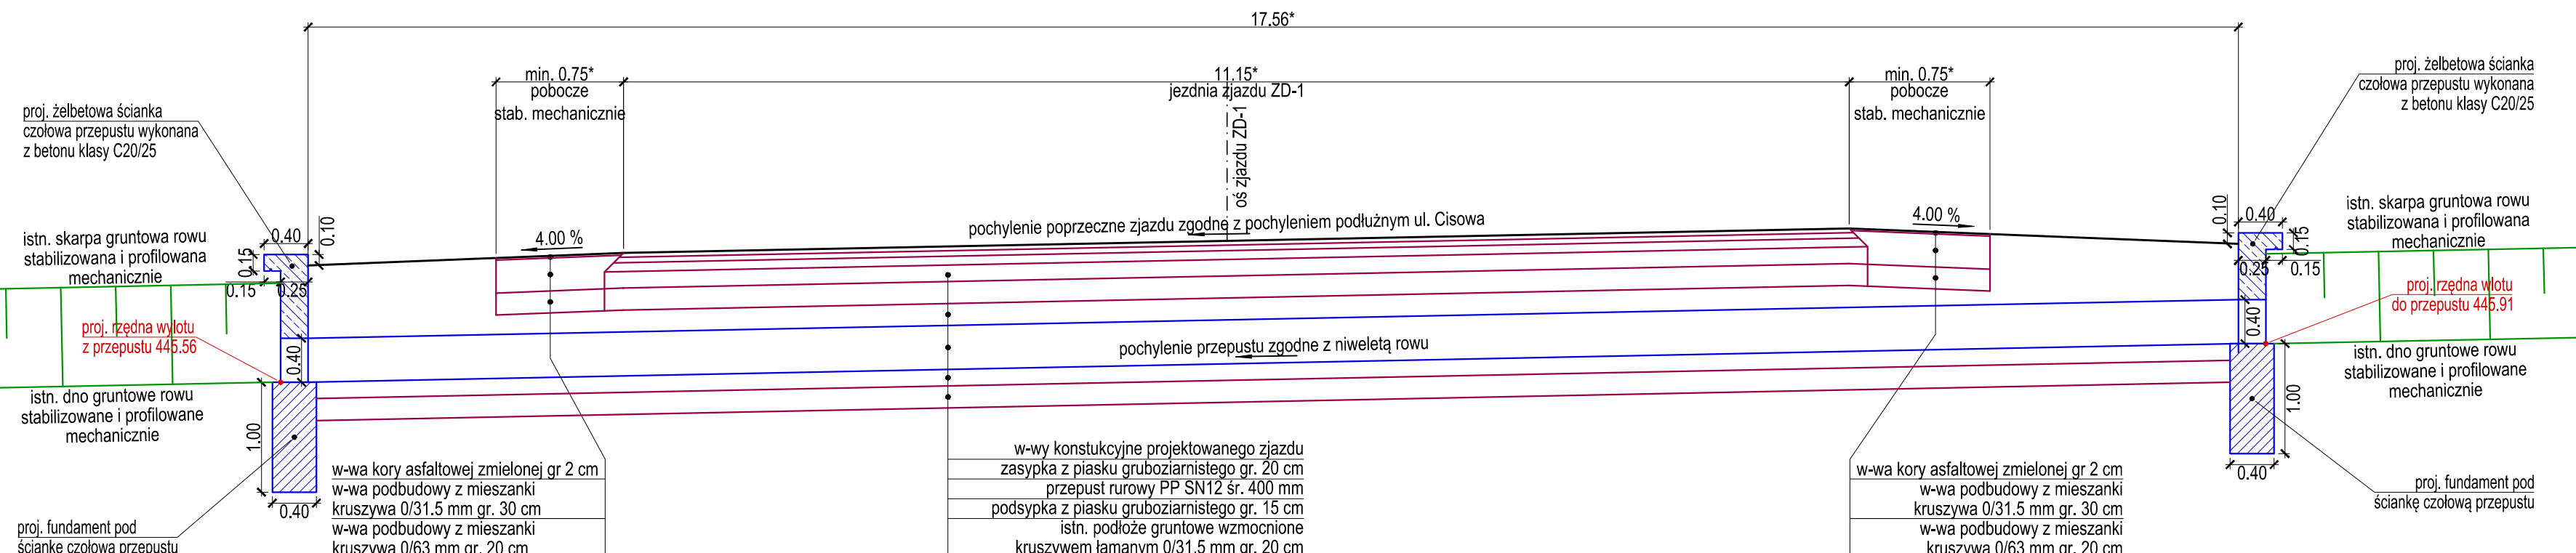 17.56*
min. 0.75*
pobocze
stab. mechanicznie
11.15*
jezdnia zjazdu ZD-1
oś zjazdu ZD-1
min. 0.75*
pobocze
stab. mechanicznie
proj. żelbetowa ścianka
czołowa przepustu wykonana
z betonu klasy C20/25
proj. żelbetowa ścianka
czołowa przepustu wykonana
z betonu klasy C20/25
istn. skarpa gruntowa rowu
stabilizowana i profilowana
mechanicznie
0.40
0.10
0.15
0.15
0.25
4.00 %
pochylenie poprzeczne zjazdu zgodne z pochyleniem podłużnym ul. Cisowa
4.00 %
0.10
0.40
0.15
0.25
0.15
istn. skarpa gruntowa rowu
stabilizowana i profilowana
mechanicznie
proj. rzędna wylotu
z przepustu 445.56
0.40
pochylenie przepustu zgodne z niweletą rowu
0.40
proj. rzędna wlotu
do przepustu 445.91
istn. dno gruntowe rowu
stabilizowane i profilowane
mechanicznie
1.00
0.40
istn. dno gruntowe rowu
stabilizowane i profilowane
mechanicznie
1.00
0.40
proj. fundament pod
ściankę czołową przepustu
w-wa kory asfaltowej zmielonej gr 2 cm
w-wa podbudowy z mieszanki
kruszywa 0/31.5 mm gr. 30 cm
w-wa podbudowy z mieszanki
kruszywa 0/63 mm gr. 20 cm
w-wy konstukcyjne projektowanego zjazdu
zasypka z piasku gruboziarnistego gr. 20 cm
przepust rurowy PP SN12 śr. 400 mm
podsypka z piasku gruboziarnistego gr. 15 cm
istn. podłoże gruntowe wzmocnione
kruszywem łamanym 0/31.5 mm gr. 20 cm
w-wa kory asfaltowej zmielonej gr 2 cm
w-wa podbudowy z mieszanki
kruszywa 0/31.5 mm gr. 30 cm
w-wa podbudowy z mieszanki
kruszywa 0/63 mm gr. 20 cm
proj. fundament pod
ściankę czołową przepustu